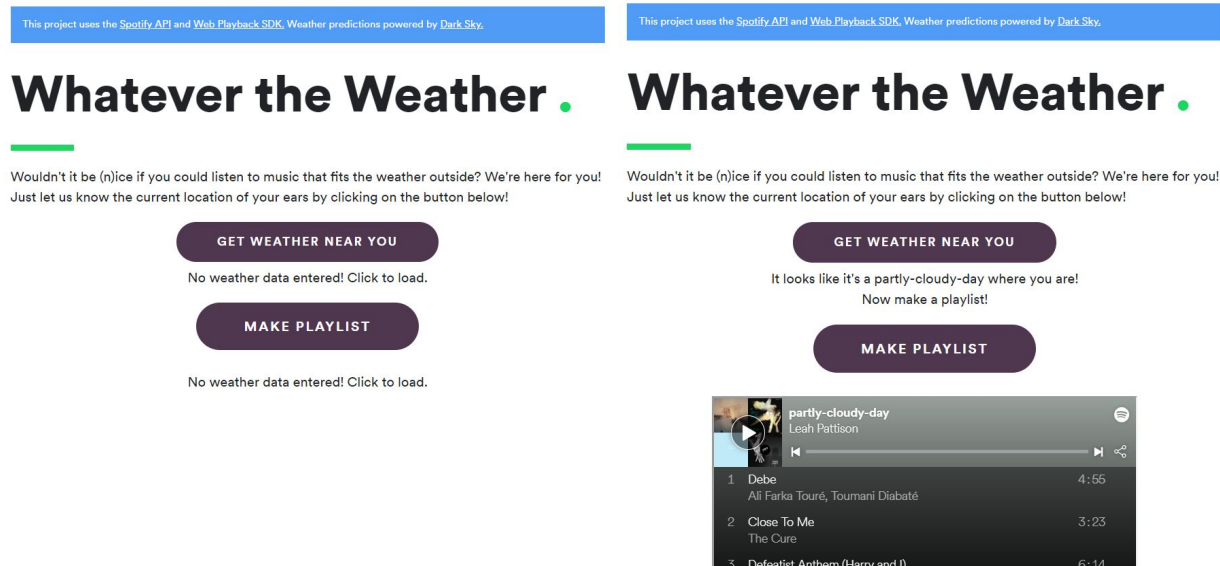 This project uses the Spotify API and Web Playback SDK. Weather predictions powered by Dark Sky.
Whatever the Weather .
Wouldn't it be (n)ice if you could listen to music that fits the weather outside? We're here for you!
Just let us know the current location of your ears by clicking on the button below!
GET WEATHER NEAR YOU
No weather data entered! Click to load.
MAKE PLAYLIST
No weather data entered! Click to load.
This project uses the Spotify API and Web Playback SDK. Weather predictions powered by Dark Sky.
Whatever the Weather .
Wouldn't it be (n)ice if you could listen to music that fits the weather outside? We're here for you!
Just let us know the current location of your ears by clicking on the button below!
GET WEATHER NEAR YOU
It looks like it's a partly-cloudy-day where you are!
Now make a playlist!
MAKE PLAYLIST
partly-cloudy-day
Leah Pattison
1 Debe 4:55
Ali Farka Touré, Toumani Diabaté
2 Close To Me 3:23
The Cure
3 Defeatist Anthem (Harry and I) 6:14